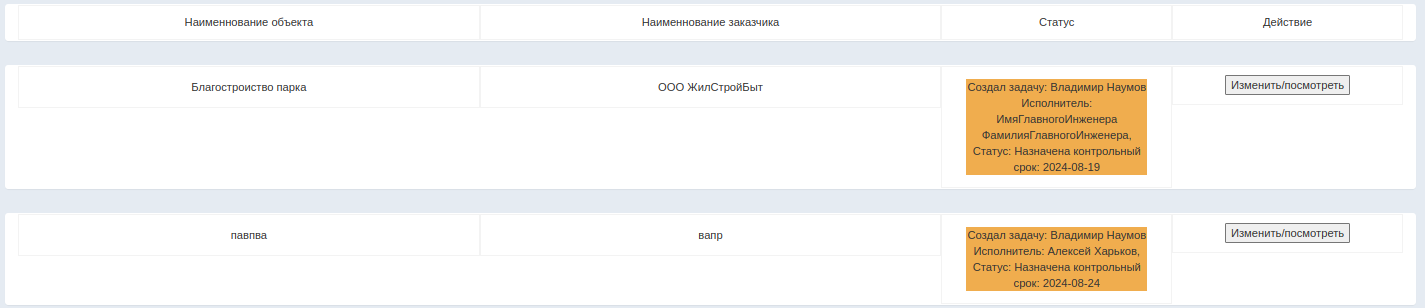 Наименнование объекта
Наименнование заказчика
Статус
Действие
Благостроиство парка
ООО ЖилСтройБыт
Создал задачу: Владимир Наумов
Исполнитель:
ИмяГлавногоИнженера
ФамилияГлавногоИнженера,
Статус: Назначена контрольный
срок: 2024-08-19
Изменить/посмотреть
павпва
вапр
Создал задачу: Владимир Наумов
Исполнитель: Алексей Харьков,
Статус: Назначена контрольный
срок: 2024-08-24
Изменить/посмотреть